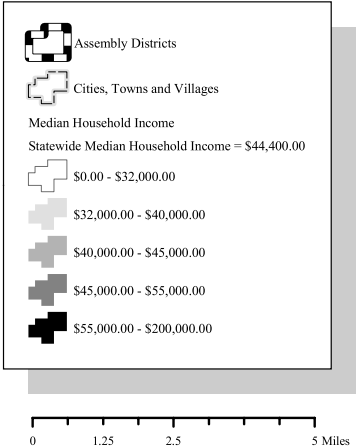 Assembly Districts
Cities, Towns and Villages
Median Household Income
Statewide Median Household Income = $44,400.00
$0.00 - $32,000.00
$32,000.00 - $40,000.00
$40,000.00 - $45,000.00
$45,000.00 - $55,000.00
$55,000.00 - $200,000.00
0 1.25 2.5 5 Miles